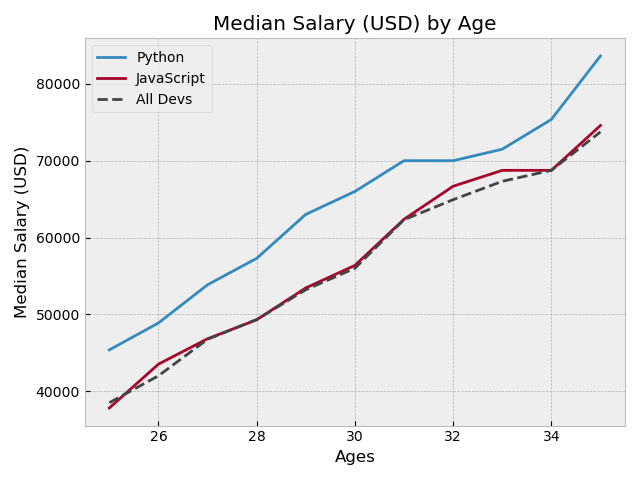 Median Salary (USD) by Age
Python
JavaScript
All Devs
Median Salary (USD)
80000
70000
60000
50000
40000
26 28 30 32 34
Ages